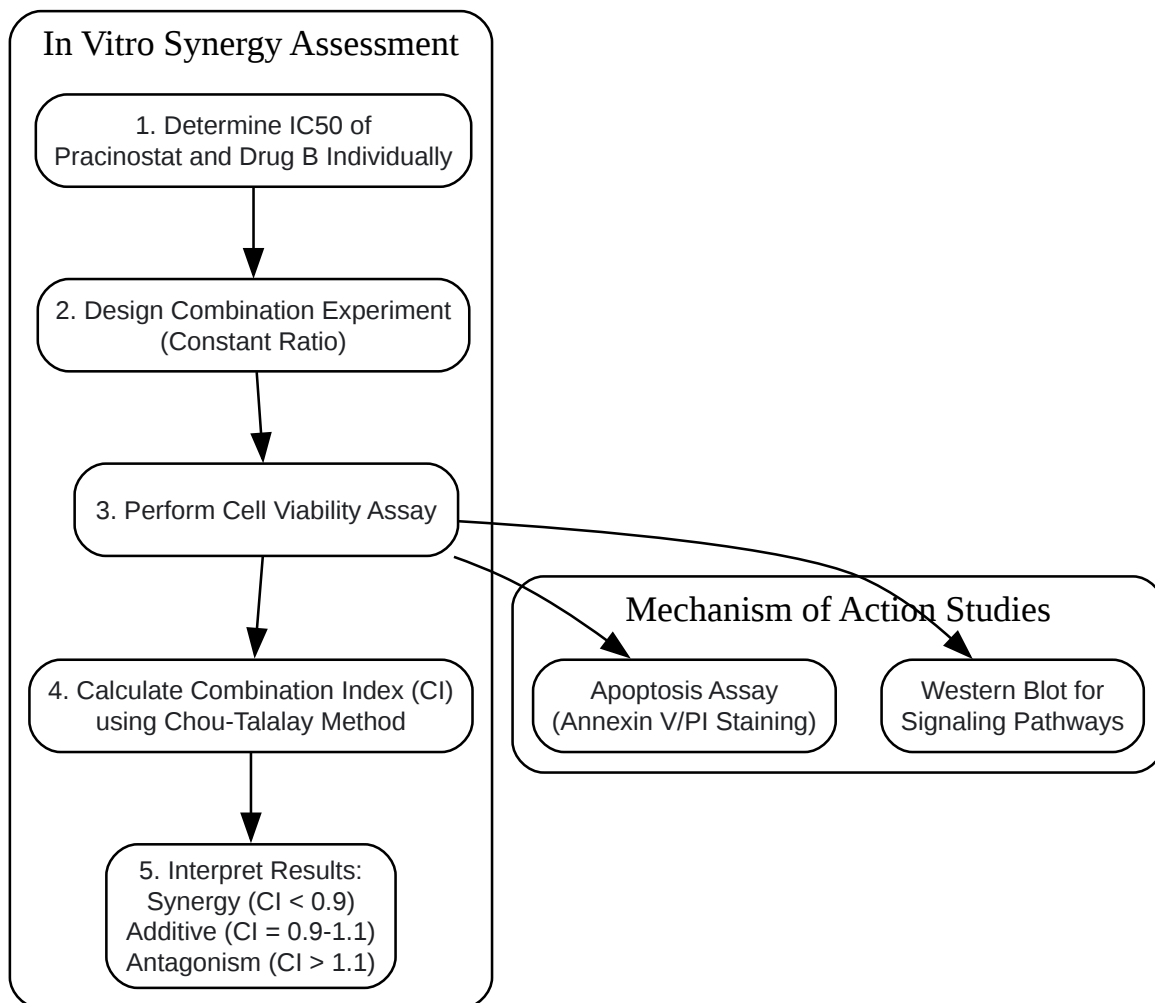 In Vitro Synergy Assessment
1. Determine IC50 of
Pracinostat and Drug B Individually
2. Design Combination Experiment
(Constant Ratio)
3. Perform Cell Viability Assay
4. Calculate Combination Index (CI)
using Chou-Talalay Method
5. Interpret Results:
Synergy (CI < 0.9)
Additive (CI = 0.9-1.1)
Antagonism (CI > 1.1)
Mechanism of Action Studies
Apoptosis Assay
(Annexin V/PI Staining)
Western Blot for
Signaling Pathways